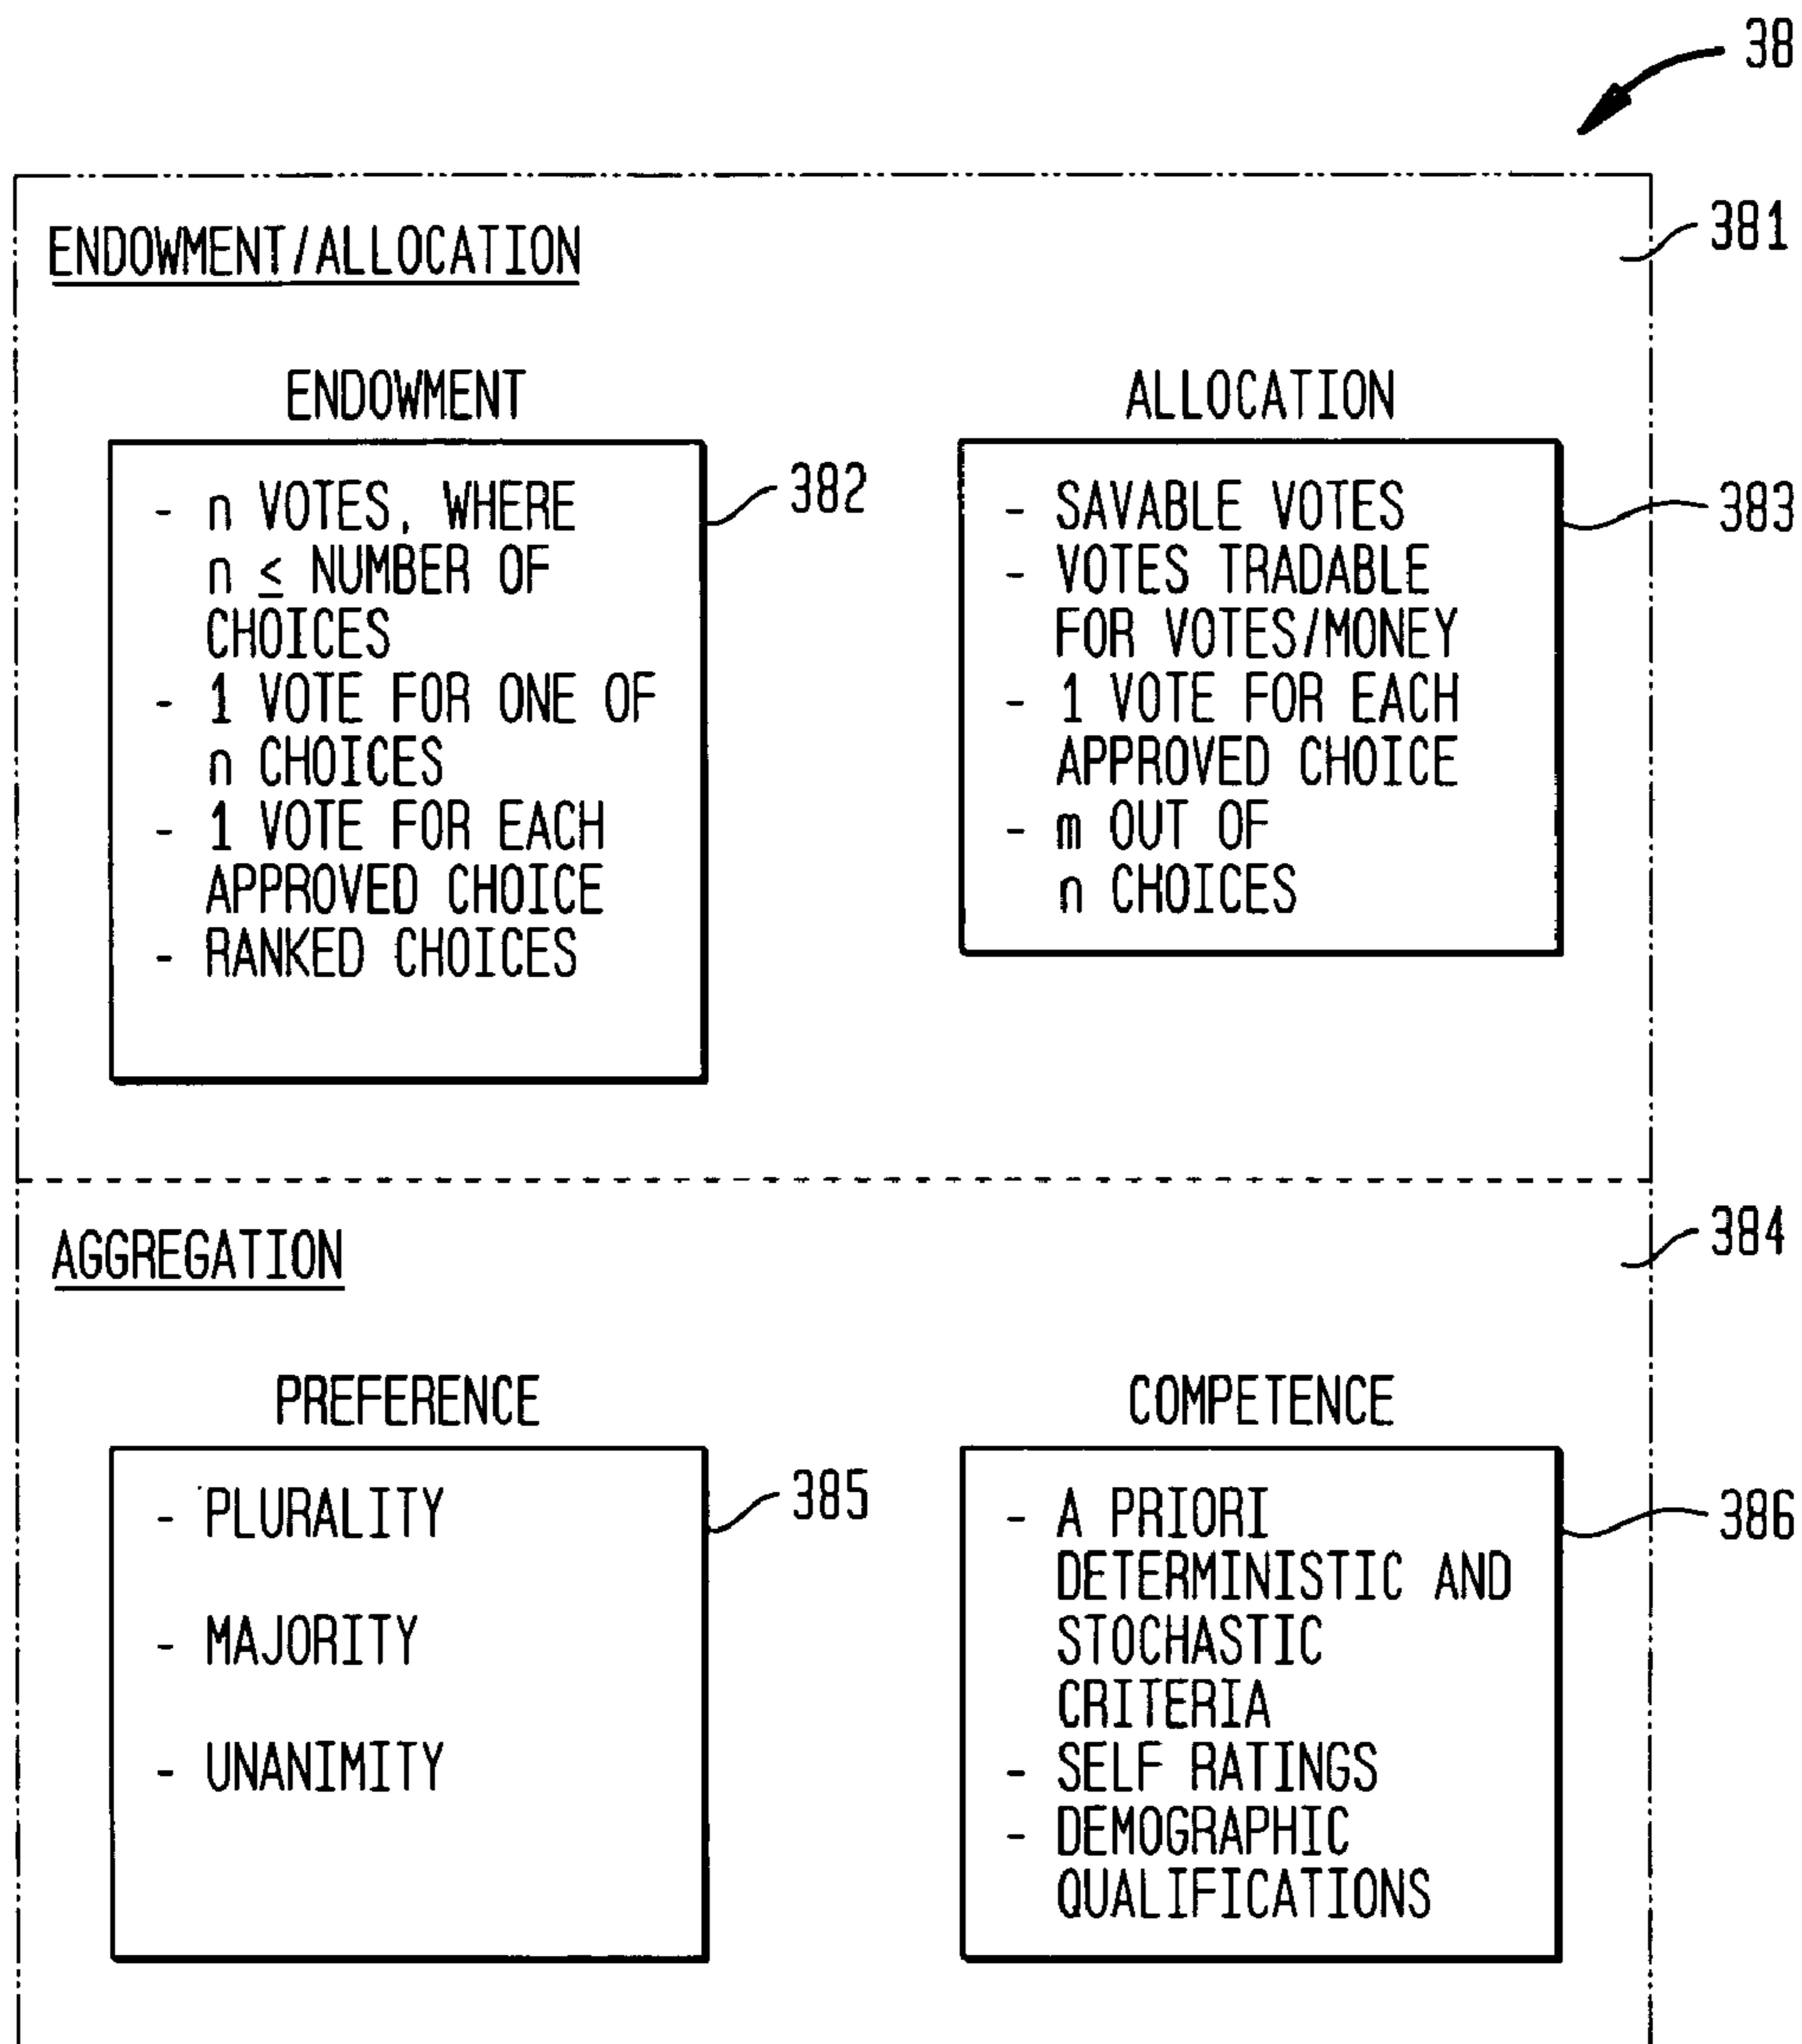 38
381
ENDOWMENT/ALLOCATION
ENDOWMENT
- n VOTES, WHERE
n ≤ NUMBER OF
CHOICES
- 1 VOTE FOR ONE OF
n CHOICES
- 1 VOTE FOR EACH
APPROVED CHOICE
- RANKED CHOICES
382
ALLOCATION
- SAVABLE VOTES
- VOTES TRADABLE
FOR VOTES/MONEY
- 1 VOTE FOR EACH
APPROVED CHOICE
- m OUT OF
n CHOICES
383
384
AGGREGATION
PREFERENCE
- PLURALITY
- MAJORITY
- UNANIMITY
385
COMPETENCE
- A PRIORI
DETERMINISTIC AND
STOCHASTIC
CRITERIA
- SELF RATINGS
- DEMOGRAPHIC
QUALIFICATIONS
386